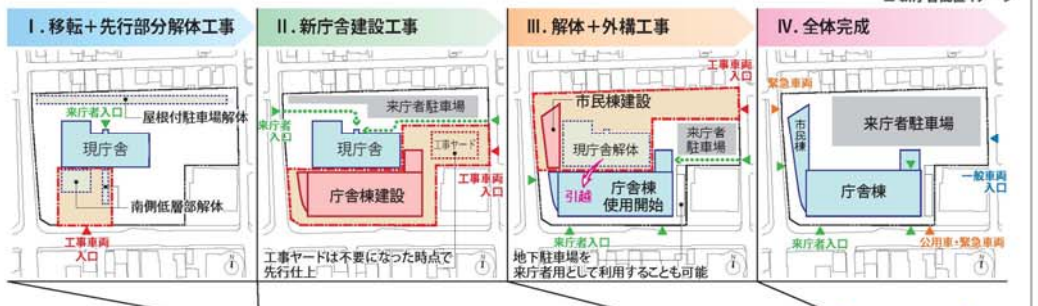 Ⅰ.移転＋先行部分解体工事
Ⅱ.新庁舎建設工事
Ⅲ.解体＋外構工事
Ⅳ.全体完成
来庁者入口
屋根付駐車場解体
現庁舎
南側低層部解体
工事車両
入口
来庁者駐車場
来庁者
入口
現庁舎
工事ヤード
庁舎棟建設
工事車両
入口
工事ヤードは不要になった時点で
先行仕上
工事車両
入口
市民棟建設
来庁者
駐車場
現庁舎解体
引越
庁舎棟
使用開始
来庁者入口
地下駐車場を
来庁者用として利用することも可能
緊急車両
市民棟
来庁者駐車場
一般車両
入口
庁舎棟
来庁者入口
公用車・緊急車両